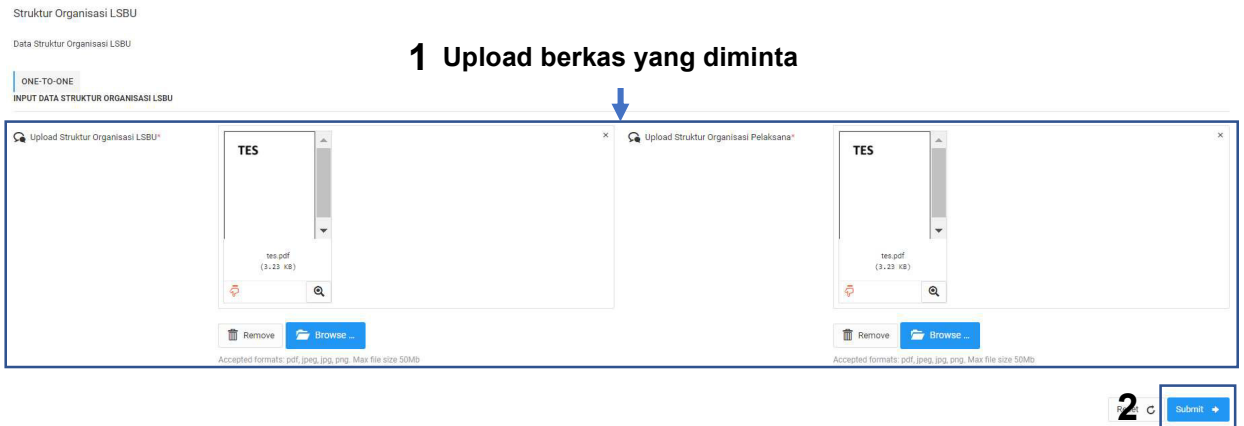 Struktur Organisasi LSBU
Data Struktur Organisasi LSBU
1 Upload berkas yang diminta
ONE-TO-ONE
INPUT DATA STRUKTUR ORGANISASI LSBU
Upload Struktur Organisasi LSBU*
TES
tes.pdf
(3.23 KB)
Remove
Browse ...
Accepted formats: pdf, jpeg, jpg, png. Max file size 50Mb
Upload Struktur Organisasi Pelaksana*
TES
tes.pdf
(3.23 KB)
Remove
Browse ...
Accepted formats: pdf, jpeg, jpg, png. Max file size 50Mb
2
Submit